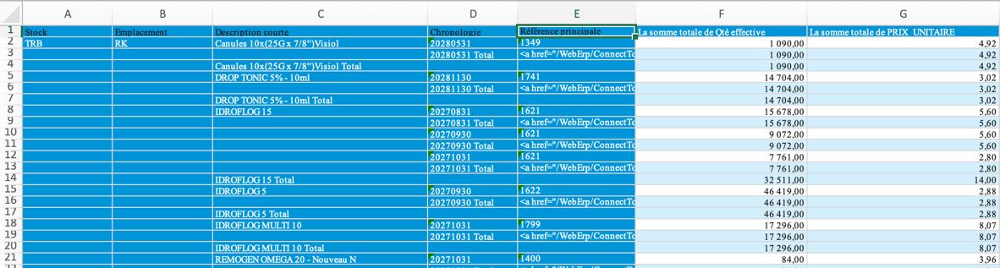 A B C D E F G
1 Stock Emplacement Description courte Chronologie Référence principale La somme totale de Qté effective La somme totale de PRIX_UNITAIRE
2 TRB RK Canules 10x(25G x 7/8")Visiol 20280531 1349 1 090,00 4,92
3 20280531 Total <a href="/WebErp/ConnectTo 1 090,00 4,92
4 Canules 10x(25G x 7/8")Visiol Total 1 090,00 4,92
5 DROP TONIC 5% - 10ml 20281130 1741 14 704,00 3,02
6 20281130 Total <a href="/WebErp/ConnectTo 14 704,00 3,02
7 DROP TONIC 5% - 10ml Total 14 704,00 3,02
8 IDROFLOG 15 20270831 1621 15 678,00 5,60
9 20270831 Total <a href="/WebErp/ConnectTo 15 678,00 5,60
10 20270930 1621 9 072,00 5,60
11 20270930 Total <a href="/WebErp/ConnectTo 9 072,00 5,60
12 20271031 1621 7 761,00 2,80
13 20271031 Total <a href="/WebErp/ConnectTo 7 761,00 2,80
14 IDROFLOG 15 Total 32 511,00 14,00
15 IDROFLOG 5 20270930 1622 46 419,00 2,88
16 20270930 Total <a href="/WebErp/ConnectTo 46 419,00 2,88
17 IDROFLOG 5 Total 46 419,00 2,88
18 IDROFLOG MULTI 10 20271031 1799 17 296,00 8,07
19 20271031 Total <a href="/WebErp/ConnectTo 17 296,00 8,07
20 IDROFLOG MULTI 10 Total 17 296,00 8,07
21 REMOGEN OMEGA 20 - Nouveau N 20271031 1400 84,00 3,96